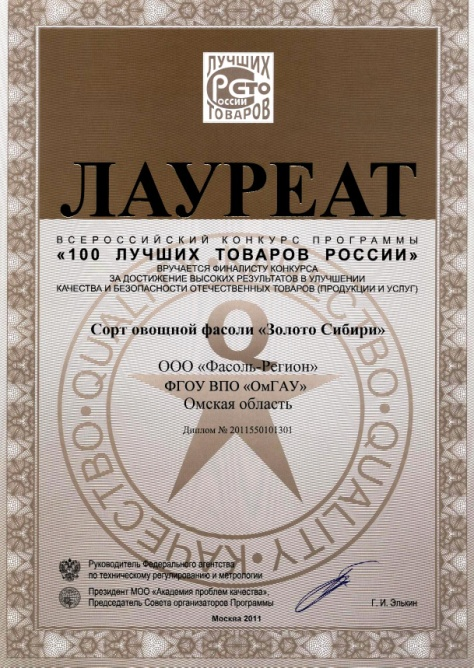 ЛУЧШИХ
СТО
РОССИИ
ТОВАРОВ
ЛАУРЕАТ
ВСЕРОССИЙСКИЙ КОНКУРС ПРОГРАММЫ
«100 ЛУЧШИХ ТОВАРОВ РОССИИ»
ВРУЧАЕТСЯ ФИНАЛИСТУ КОНКУРСА
ЗА ДОСТИЖЕНИЕ ВЫСОКИХ РЕЗУЛЬТАТОВ В УЛУЧШЕНИИ
КАЧЕСТВА И БЕЗОПАСНОСТИ ОТЕЧЕСТВЕННЫХ ТОВАРОВ (ПРОДУКЦИИ И УСЛУГ)
Сорт овощной фасоли «Золото Сибири»
ООО «Фасоль-Регион»
ФГОУ ВПО «ОмГАУ»
Омская область
Диплом № 2011550101301
Q
QUALITY • КАЧЕСТВО • QUALITY • КАЧЕСТВО
Руководитель Федерального агентства
по техническому регулированию и метрологии
Президент МОО «Академия проблем качества»,
Председатель Совета организаторов Программы
Г. И. Элькин
Москва 2011